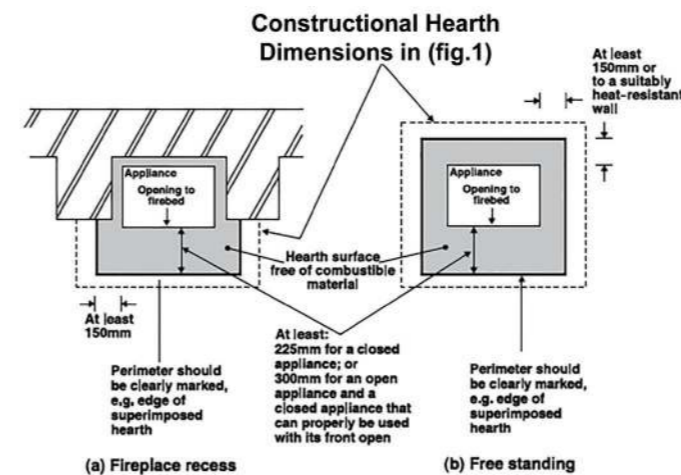 Constructional Hearth
Dimensions in (fig.1)
At least
150mm or
to a suitably
heat-resistant
wall
Appliance
Opening to
firebed
Appliance
Opening to
firebed
Hearth surface
free of combustible
material
At least
150mm
At least:
225mm for a closed
appliance; or
300mm for an open
appliance and a
closed appliance that
can properly be used
with its front open
Perimeter should
be clearly marked,
e.g. edge of
superimposed
hearth
Perimeter should
be clearly marked,
e.g. edge of
superimposed
hearth
(a) Fireplace recess
(b) Free standing